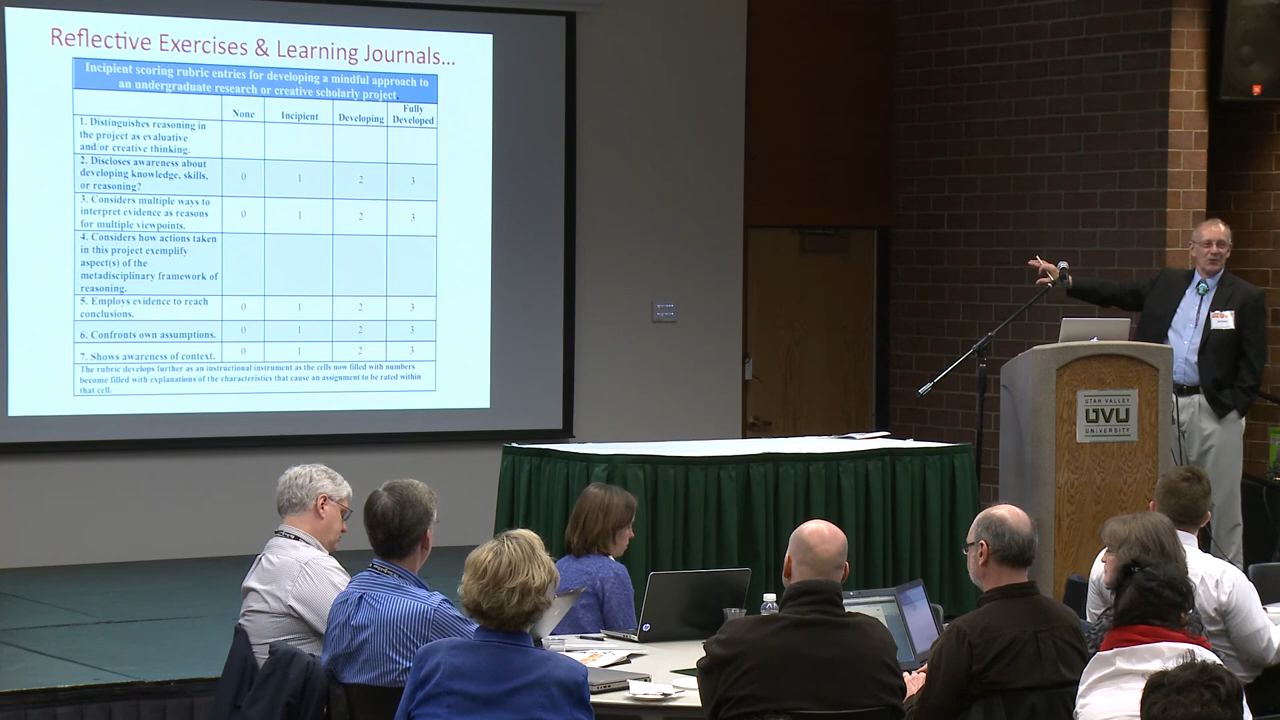 Reflective Exercises & Learning Journals...
Incipient scoring rubric entries for developing a mindful approach to
an undergraduate research or creative scholarly project.
None Incipient Developing Fully
Developed
1. Distinguishes reasoning in
the project as evaluative
and/or creative thinking.
2. Discloses awareness about
developing knowledge, skills,
or reasoning?
0 1 2 3
3. Considers multiple ways to
interpret evidence as reasons
for multiple viewpoints.
0 1 2 3
4. Considers how actions taken
in this project exemplify
aspect(s) of the
metadisciplinary framework of
reasoning.
5. Employs evidence to reach
conclusions.
0 1 2 3
6. Confronts own assumptions. 0 1 2 3
7. Shows awareness of context. 0 1 2 3
The rubric develops further as an instructional instrument as the cells now filled with numbers
become filled with explanations of the characteristics that cause an assignment to be rated within
that cell.
UTAH VALLEY
UVU
UNIVERSITY